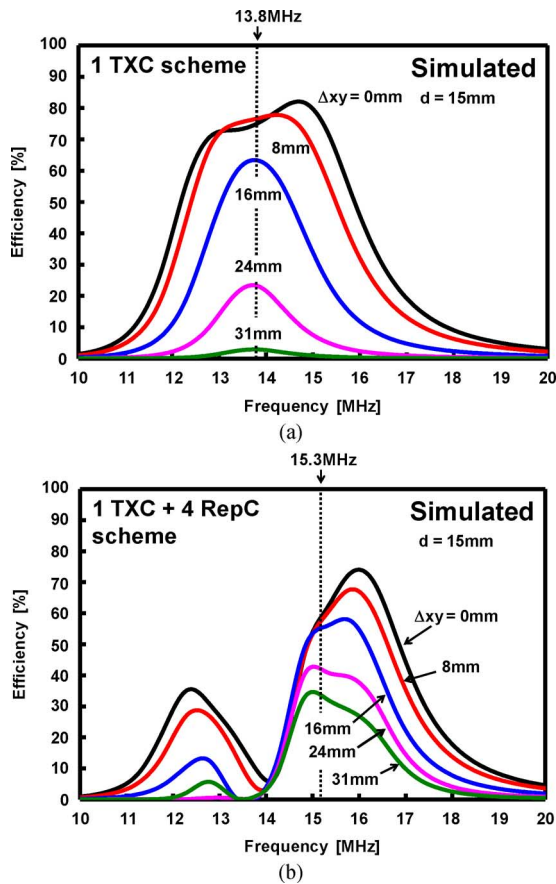 13.8MHz
1 TXC scheme
Simulated
Δxy = 0mm
d = 15mm
8mm
16mm
24mm
31mm
Efficiency [%]
100
90
80
70
60
50
40
30
20
10
0
10 11 12 13 14 15 16 17 18 19 20
Frequency [MHz]
(a)
15.3MHz
1 TXC + 4 RepC
scheme
Simulated
d = 15mm
Δxy = 0mm
8mm
16mm
24mm
31mm
Efficiency [%]
100
90
80
70
60
50
40
30
20
10
0
10 11 12 13 14 15 16 17 18 19 20
Frequency [MHz]
(b)